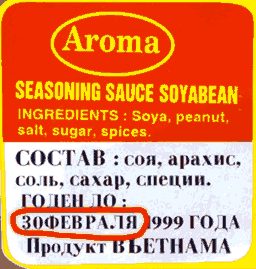 Aroma
SEASONING SAUCE SOYABEAN
INGREDIENTS : Soya, peanut,
salt, sugar, spices.
СОСТАВ : соя, арахис,
соль, сахар, специи.
ГОДЕН ДО :
30ФЕВРАЛЯ 1999 ГОДА
Продукт ВЬЕТНАМА